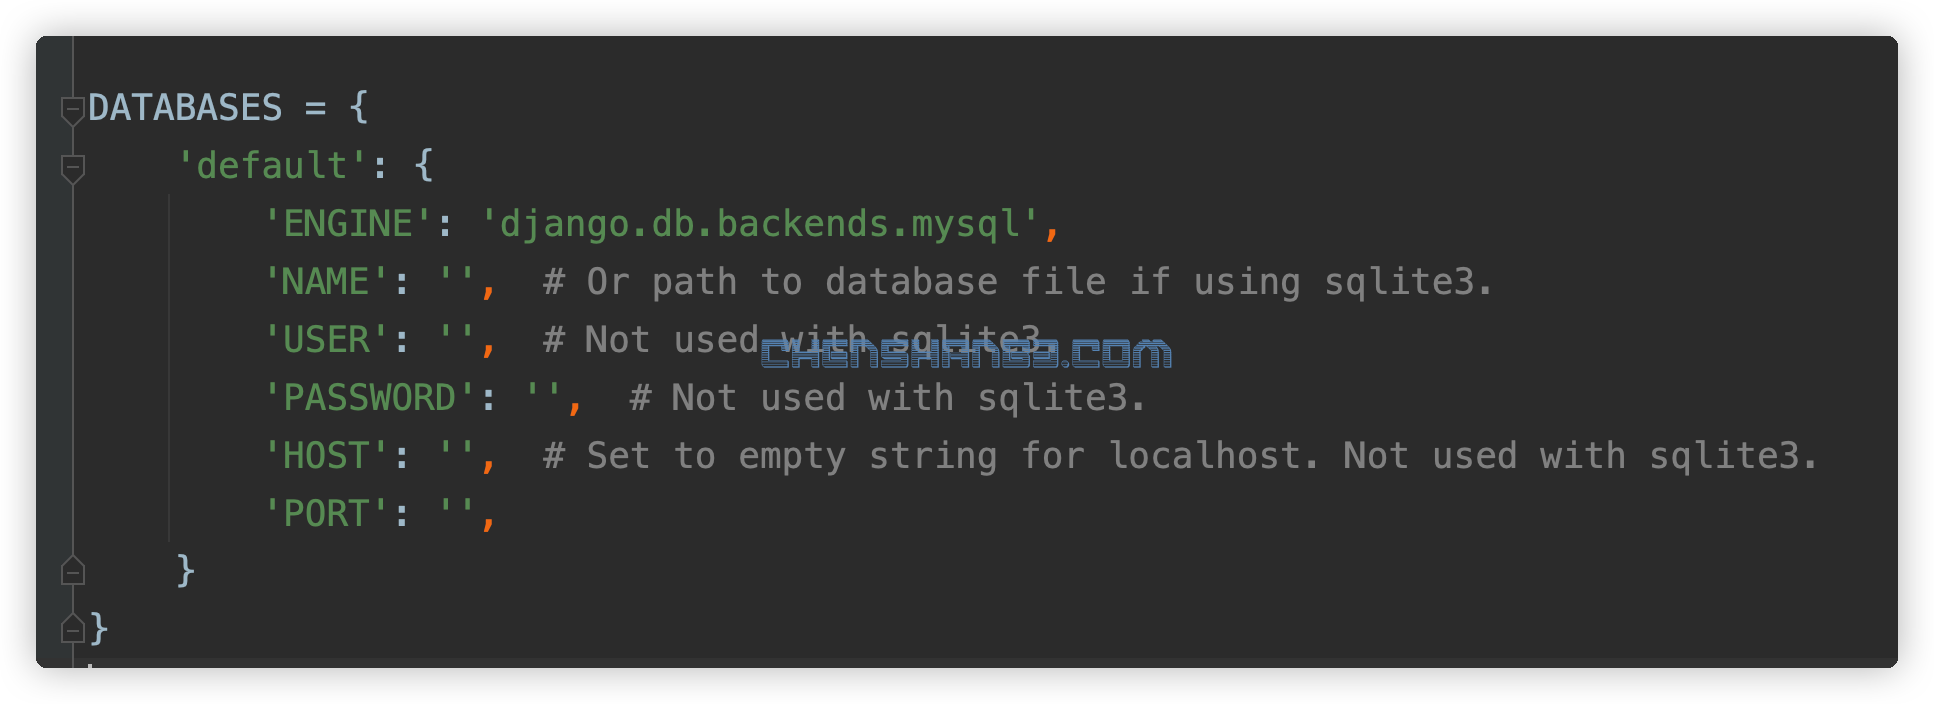 DATABASES = {
    'default': {
        'ENGINE': 'django.db.backends.mysql',
        'NAME': '',  # Or path to database file if using sqlite3.
        'USER': '',  # Not used with sqlite3.
        'PASSWORD': '',  # Not used with sqlite3.
        'HOST': '',  # Set to empty string for localhost. Not used with sqlite3.
        'PORT': '',
    }
}